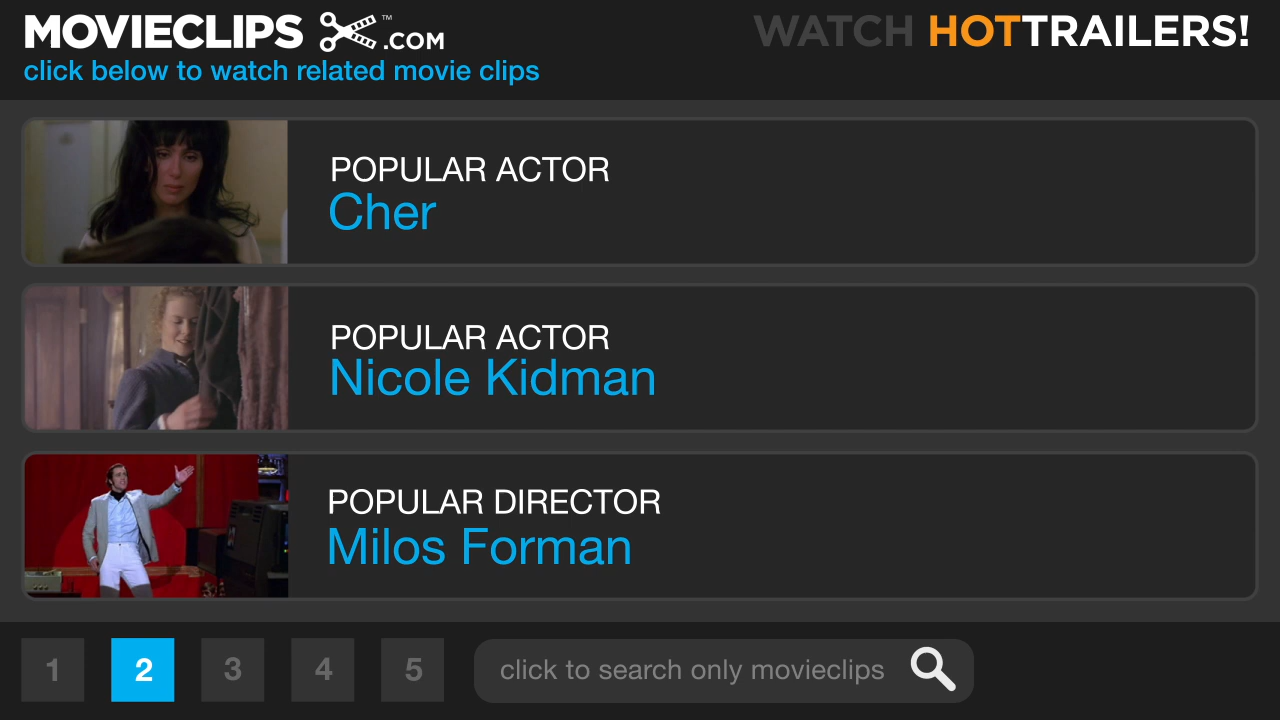 MOVIECLIPS ™ .COM
WATCH HOTTRAILERS!
click below to watch related movie clips
POPULAR ACTOR
Cher
POPULAR ACTOR
Nicole Kidman
POPULAR DIRECTOR
Milos Forman
1 2 3 4 5
click to search only movieclips